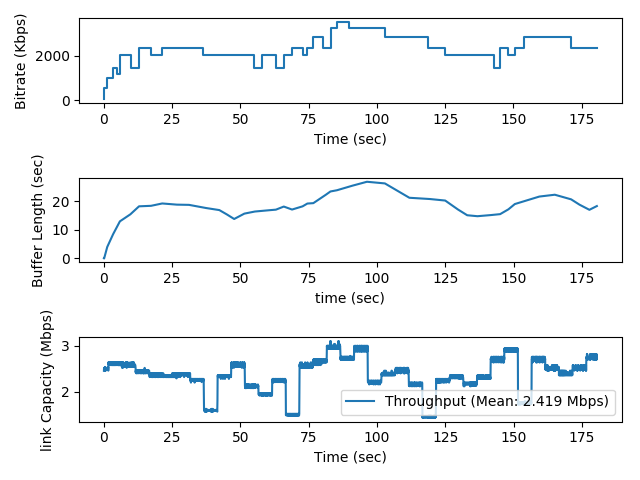 Bitrate (Kbps)
2000
0
0 25 50 75 100 125 150 175
Time (sec)
Buffer Length (sec)
20
10
0
0 25 50 75 100 125 150 175
time (sec)
link Capacity (Mbps)
3
2
Throughput (Mean: 2.419 Mbps)
0 25 50 75 100 125 150 175
Time (sec)